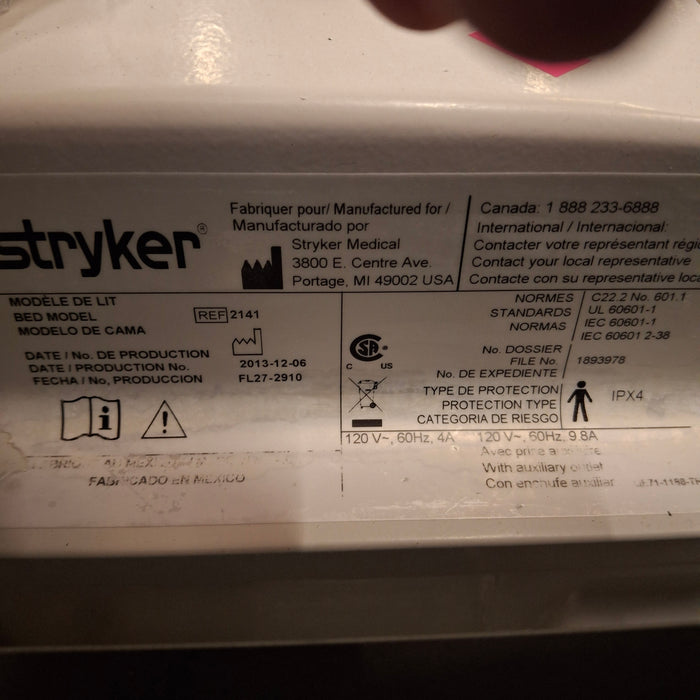 stryker®
Fabriquer pour/ Manufactured for /
Manufacturado por
Stryker Medical
3800 E. Centre Ave.
Portage, MI 49002 USA
Canada: 1 888 233-6888
International / Internacional:
Contacter votre représentant
Contact your local representative
Contacte con su representative
MODÈLE DE LIT
BED MODEL
MODELO DE CAMA
REF 2141
DATE / No. DE PRODUCTION
DATE / PRODUCTION No.
FECHA / No, PRODUCCION
2013-12-06
FL27-2910
NORMES
STANDARDS
NORMAS
C22.2 No. 601.1
UL 60601-1
IEC 60601-1
IEC 60601 2-38
CSA
C US
No. DOSSIER
FILE No.
No. DE EXPEDIENTE
1893978
TYPE DE PROTECTION
PROTECTION TYPE
CATEGORIA DE RIESGO
IPX4
120 V~, 60Hz, 4A
120 V~, 60Hz, 9.8A
Avec prise
With auxiliary outlet
Con enchufe auxiliar
FABRICADO EN MEXICO